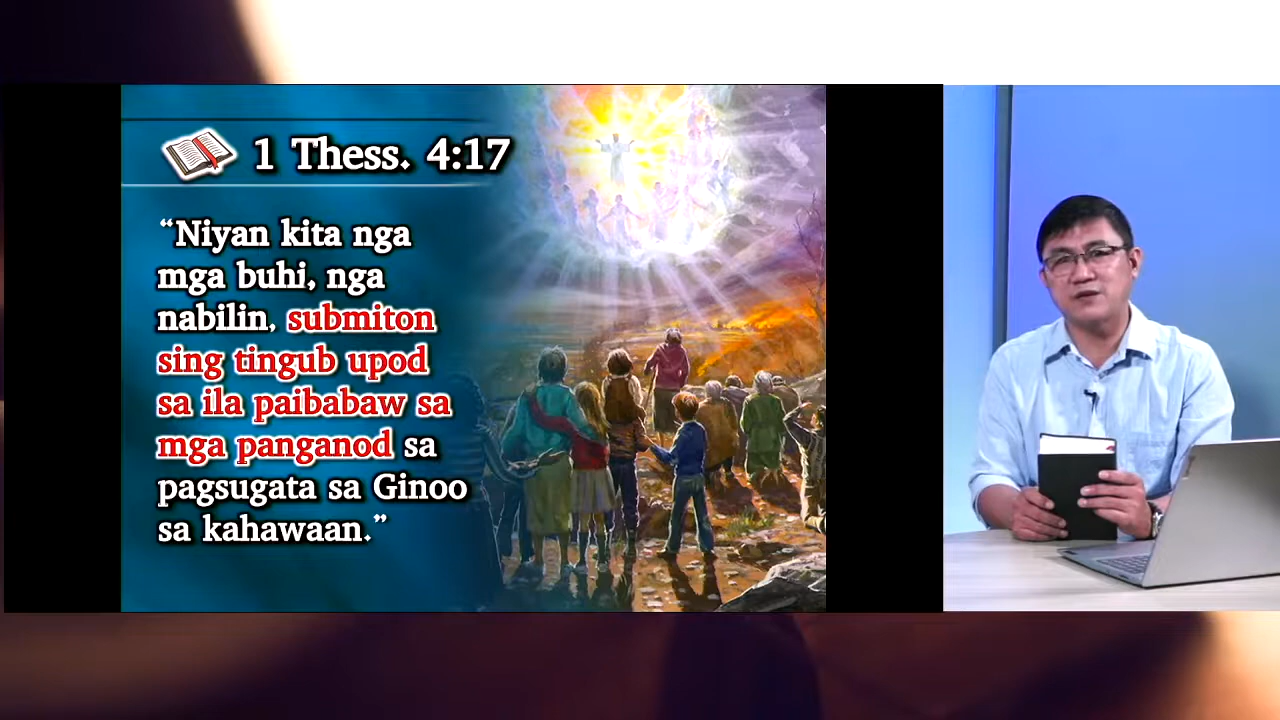 1 Thess. 4:17
“Niyan kita nga
mga buhi, nga
nabilin, submiton
sing tingub upod
sa ila paibabaw sa
mga panganod sa
pagsugata sa Ginoo
sa kahawaan.”